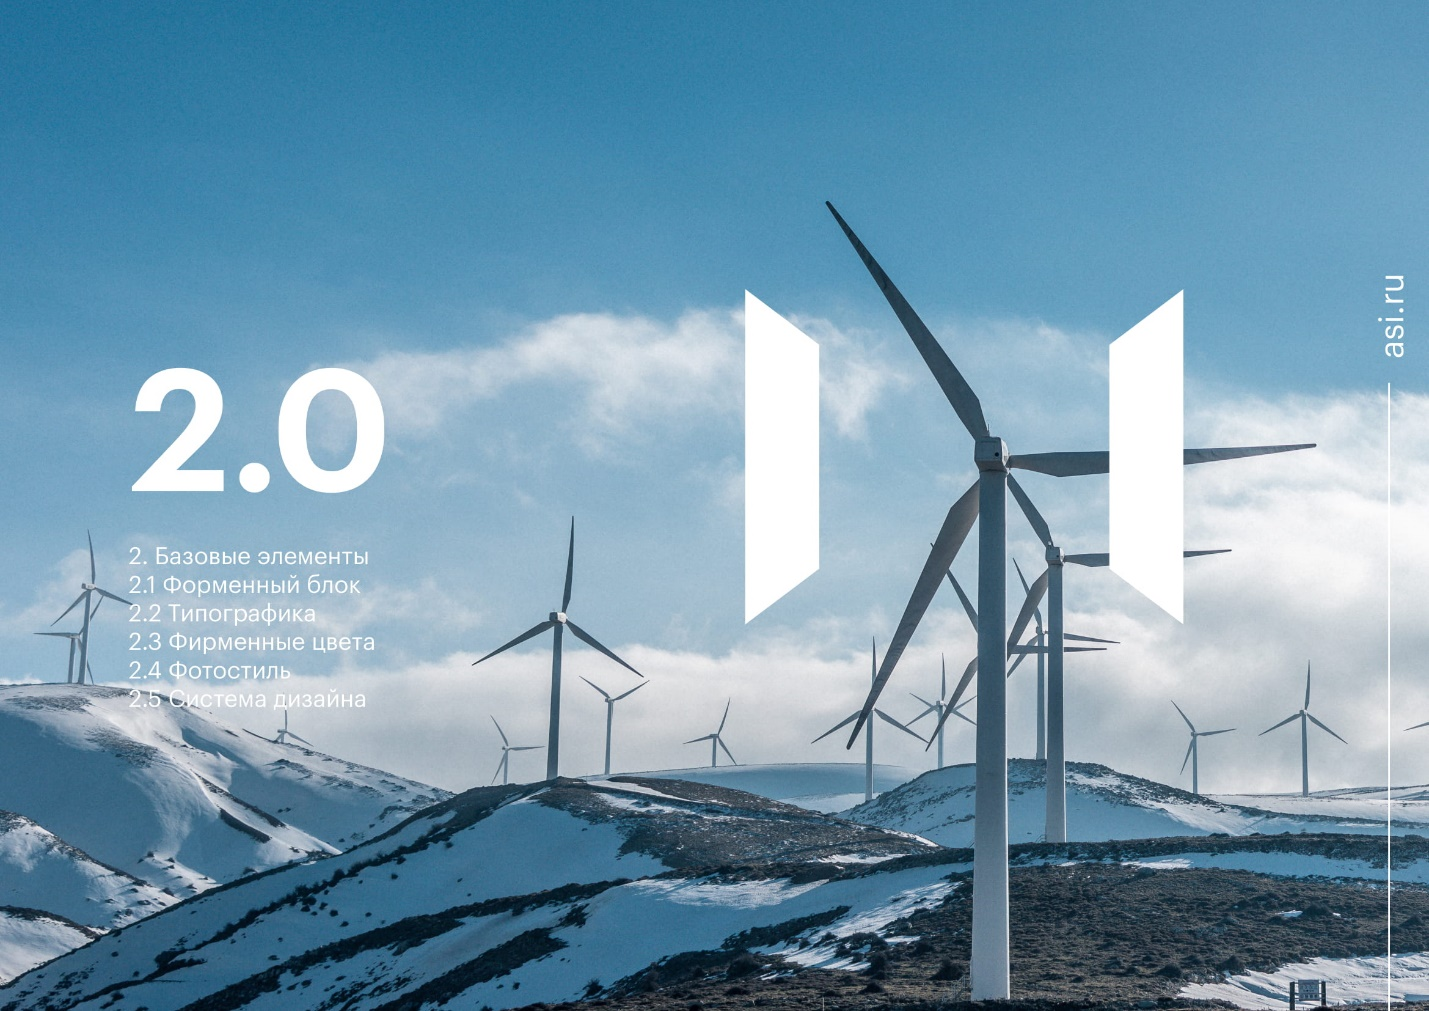 2.0
2. Базовые элементы
2.1 Форменный блок
2.2 Типографика
2.3 Фирменные цвета
2.4 Фотостиль
2.5 Система дизайна
asi.ru